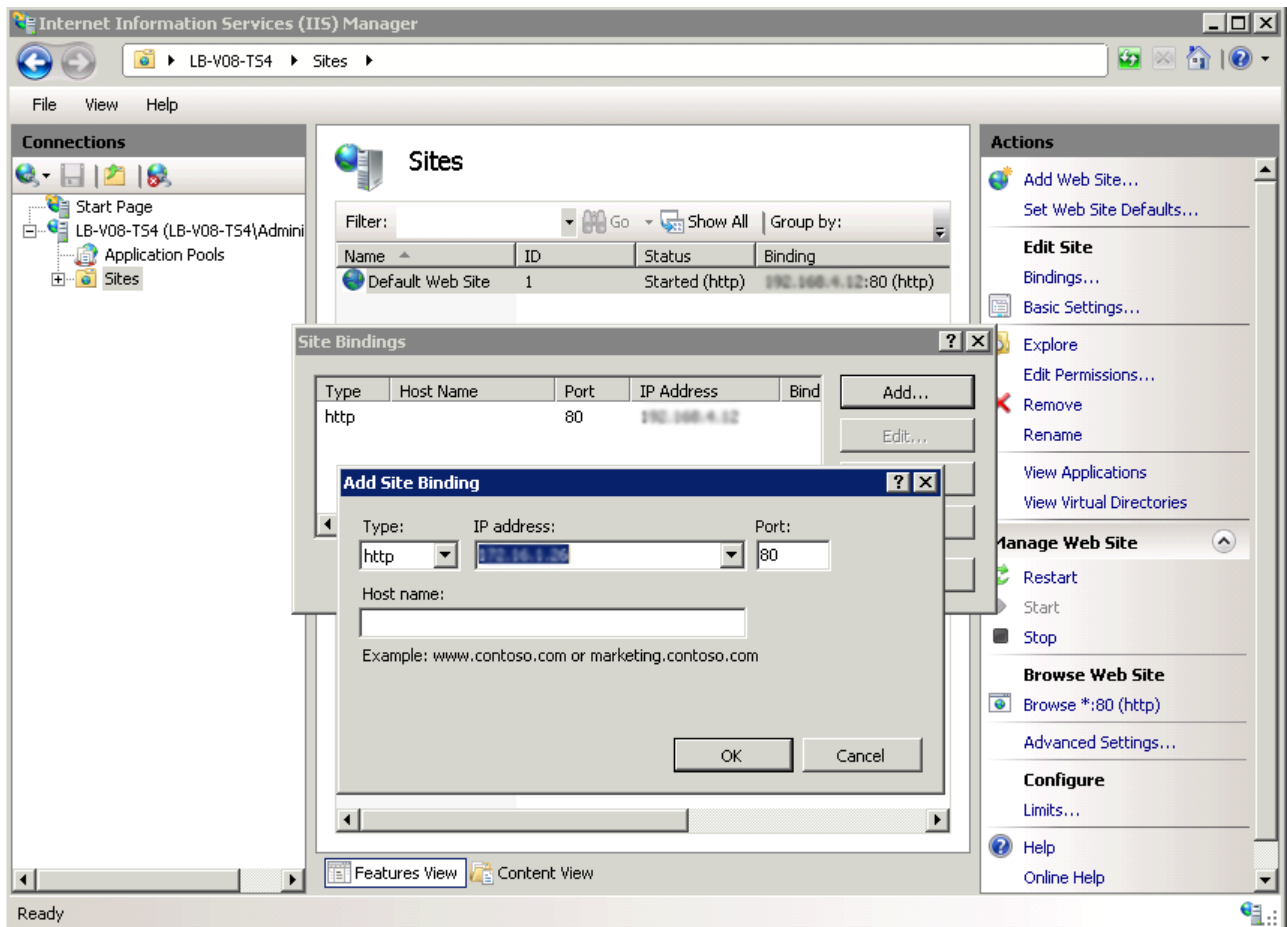 Internet Information Services (IIS) Manager
LB-V08-TS4 Sites
File View Help
Connections
Start Page
LB-V08-TS4 (LB-V08-TS4\Admini
Application Pools
Sites
Sites
Filter: Go Show All Group by:
Name ID Status Binding
Default Web Site 1 Started (http) :80 (http)
Site Bindings
Type Host Name Port IP Address Bind
http 80
Add...
Edit...
Add Site Binding
Type: IP address: Port:
http 80
Host name:
Example: www.contoso.com or marketing.contoso.com
OK Cancel
Features View Content View
Actions
Add Web Site...
Set Web Site Defaults...
Edit Site
Bindings...
Basic Settings...
Explore
Edit Permissions...
Remove
Rename
View Applications
View Virtual Directories
Manage Web Site
Restart
Start
Stop
Browse Web Site
Browse *:80 (http)
Advanced Settings...
Configure
Limits...
Help
Online Help
Ready